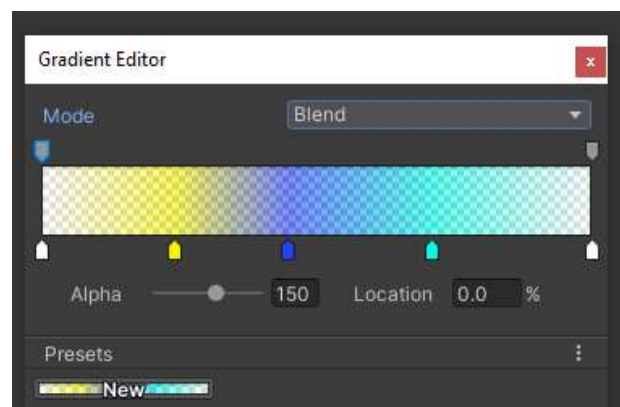 Gradient Editor x
Mode Blend
Alpha 150 Location 0.0 %
Presets
New